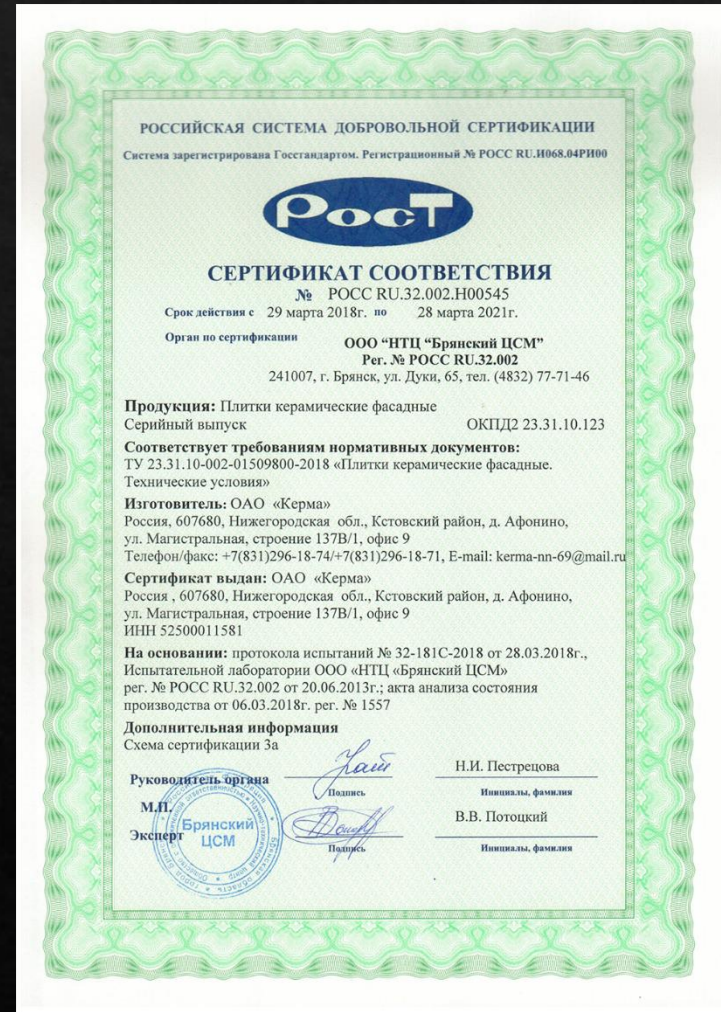 РОССИЙСКАЯ СИСТЕМА ДОБРОВОЛЬНОЙ СЕРТИФИКАЦИИ
Система зарегистрирована Госстандартом. Регистрационный № РОСС RU.И068.04РИ00
РосТ
СЕРТИФИКАТ СООТВЕТСТВИЯ
№ РОСС RU.32.002.Н00545
Срок действия с 29 марта 2018г. по 28 марта 2021г.
Орган по сертификации
ООО “НТЦ “Брянский ЦСМ”
Рег. № РОСС RU.32.002
241007, г. Брянск, ул. Дуки, 65, тел. (4832) 77-71-46
Продукция: Плитки керамические фасадные
Серийный выпуск ОКПД2 23.31.10.123
Соответствует требованиям нормативных документов:
ТУ 23.31.10-002-01509800-2018 «Плитки керамические фасадные.
Технические условия»
Изготовитель: ОАО «Керма»
Россия, 607680, Нижегородская обл., Кстовский район, д. Афонино,
ул. Магистральная, строение 137В/1, офис 9
Телефон/факс: +7(831)296-18-74/+7(831)296-18-71, E-mail: kerma-nn-69@mail.ru
Сертификат выдан: ОАО «Керма»
Россия , 607680, Нижегородская обл., Кстовский район, д. Афонино,
ул. Магистральная, строение 137В/1, офис 9
ИНН 52500011581
На основании: протокола испытаний № 32-181С-2018 от 28.03.2018г.,
Испытательной лаборатории ООО «НТЦ «Брянский ЦСМ»
рег. № РОСС RU.32.002 от 20.06.2013г.; акта анализа состояния
производства от 06.03.2018г. рег. № 1557
Дополнительная информация
Схема сертификации 3а
Руководитель органа Н.И. Пестрецова
Подпись Инициалы, фамилия
М.П.
Эксперт В.В. Потоцкий
Подпись Инициалы, фамилия
Брянский
ЦСМ